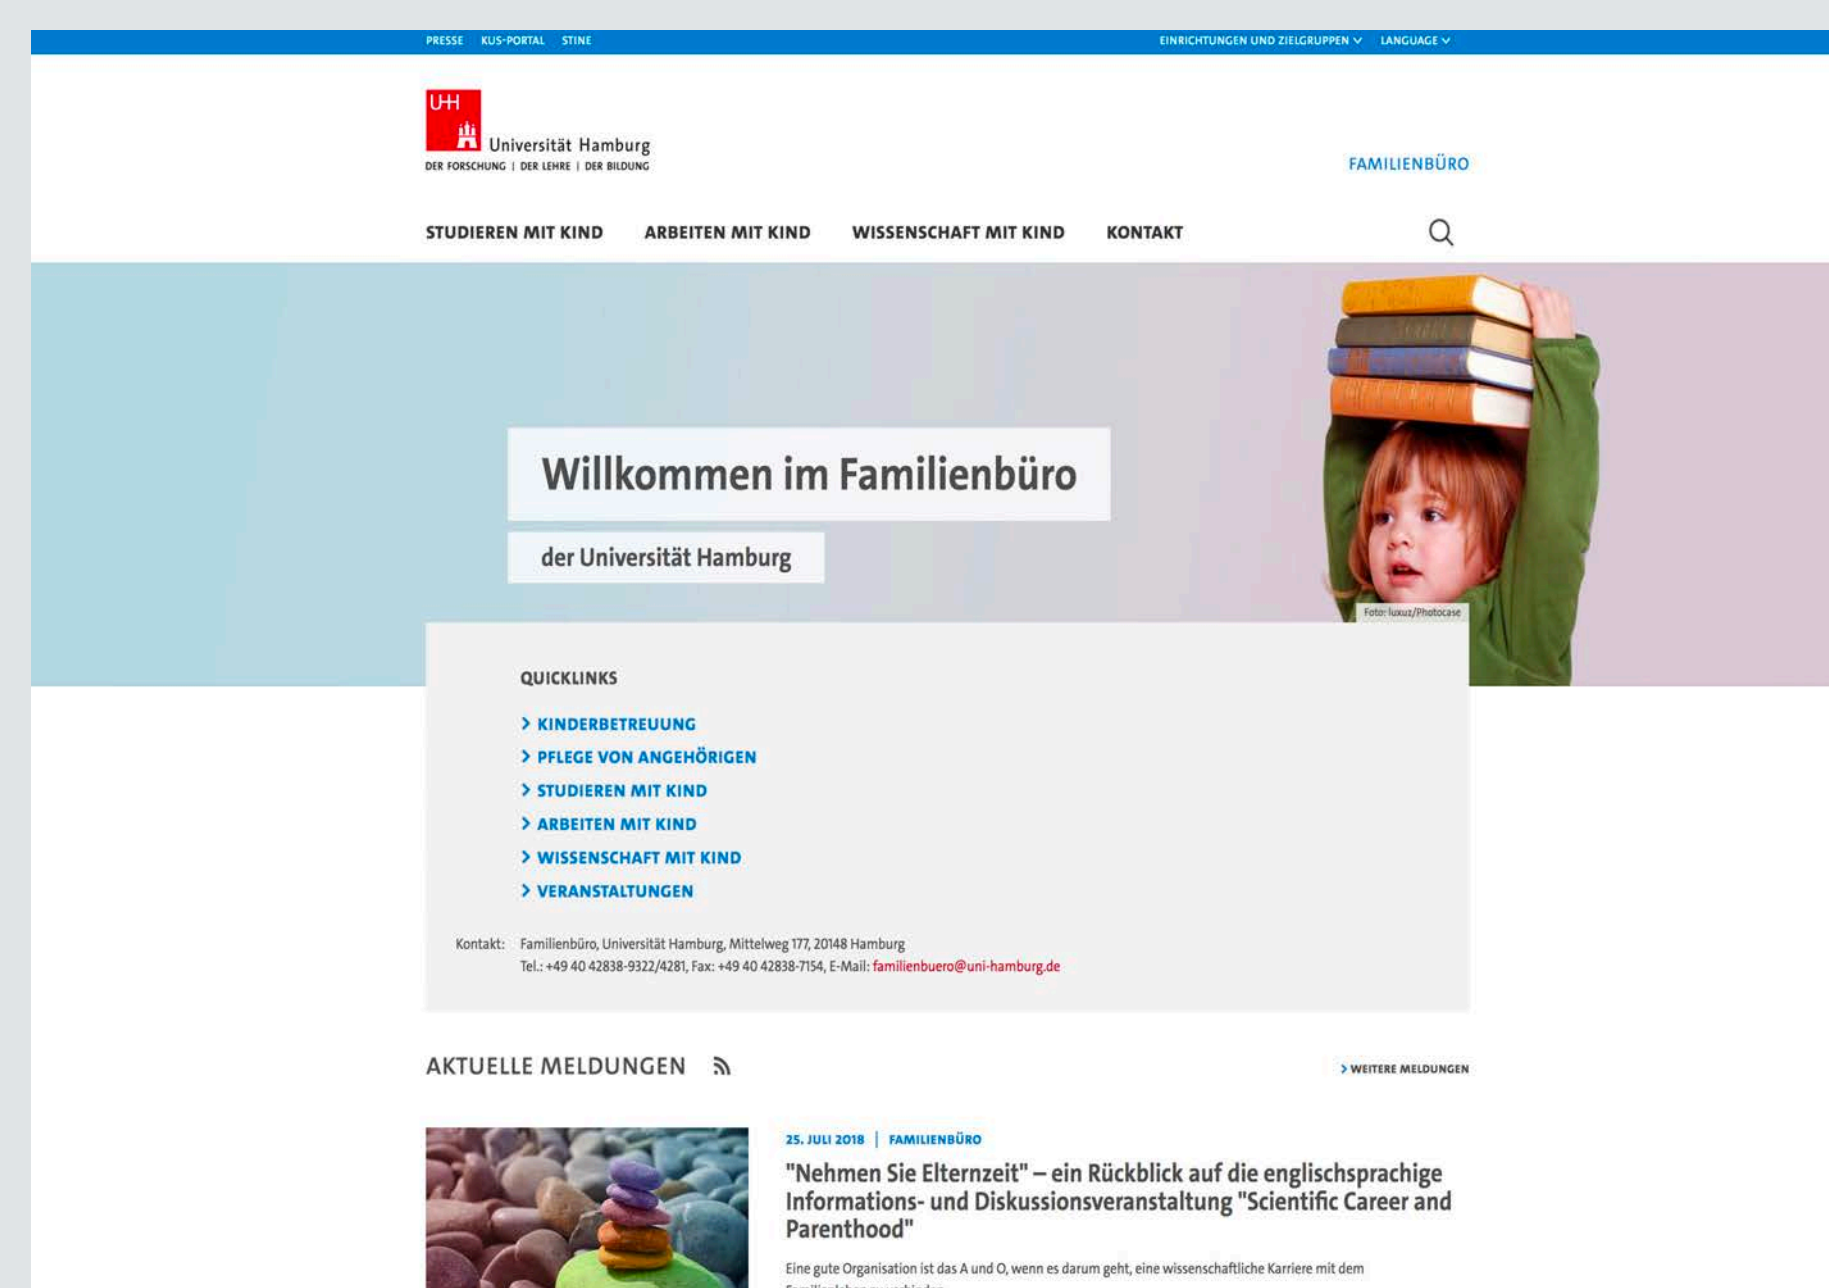 PRESSE KUS-PORTAL STINE EINRICHTUNGEN UND ZIELGRUPPEN LANGUAGE
UHH
Universität Hamburg
DER FORSCHUNG | DER LEHRE | DER BILDUNG
FAMILIENBÜRO
STUDIEREN MIT KIND ARBEITEN MIT KIND WISSENSCHAFT MIT KIND KONTAKT
Willkommen im Familienbüro
der Universität Hamburg
Foto: luxuz/Photocase
QUICKLINKS
KINDERBETREUUNG
PFLEGE VON ANGEHÖRIGEN
STUDIEREN MIT KIND
ARBEITEN MIT KIND
WISSENSCHAFT MIT KIND
VERANSTALTUNGEN
Kontakt: Familienbüro, Universität Hamburg, Mittelweg 177, 20148 Hamburg
Tel.: +49 40 42838-9322/4281, Fax: +49 40 42838-7154, E-Mail: familienbuero@uni-hamburg.de
AKTUELLE MELDUNGEN
WEITERE MELDUNGEN
25. JULI 2018 | FAMILIENBÜRO
"Nehmen Sie Elternzeit" – ein Rückblick auf die englischsprachige
Informations- und Diskussionsveranstaltung "Scientific Career and
Parenthood"
Eine gute Organisation ist das A und O, wenn es darum geht, eine wissenschaftliche Karriere mit dem